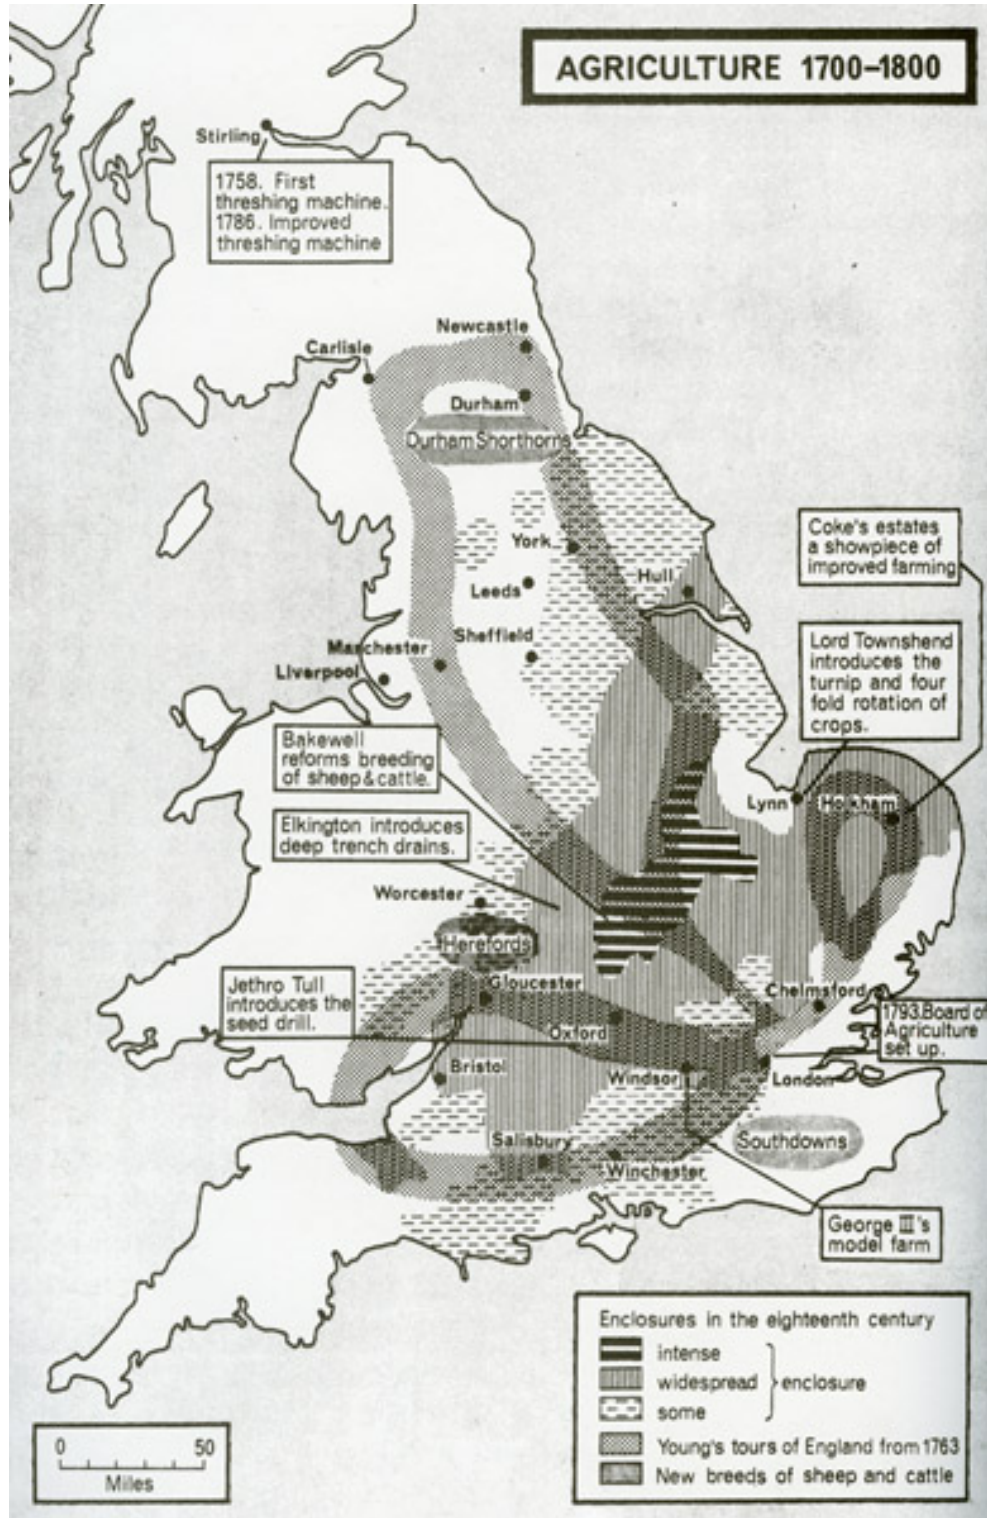 AGRICULTURE 1700–1800
Stirling
1758. First
threshing machine.
1786. Improved
threshing machine
Newcastle
Carlisle
Durham
Durham Shorthorns
Coke's estates
a showpiece of
improved farming
York
Hull
Leeds
Sheffield
Manchester
Liverpool
Lord Townshend
introduces the
turnip and four
fold rotation of
crops.
Bakewell
reforms breeding
of sheep & cattle.
Lynn
Holkham
Elkington introduces
deep trench drains.
Worcester
Herefords
Jethro Tull
introduces the
seed drill.
Gloucester
Chelmsford
1793. Board of
Agriculture
set up.
Oxford
Bristol
Windsor
London
Salisbury
Southdowns
Winchester
George III's
model farm
Enclosures in the eighteenth century
intense
widespread
enclosure
some
Young's tours of England from 1763
New breeds of sheep and cattle
0 50
Miles